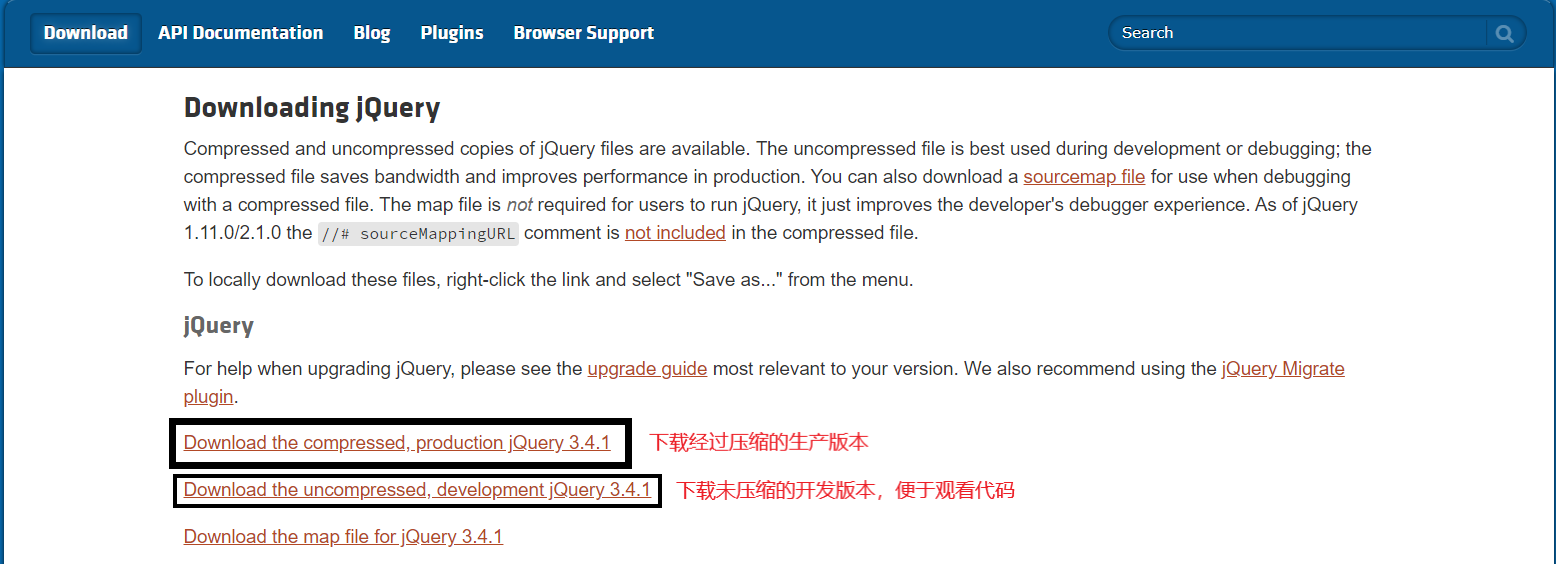 Download API Documentation Blog Plugins Browser Support Search
Downloading jQuery
Compressed and uncompressed copies of jQuery files are available. The uncompressed file is best used during development or debugging; the
compressed file saves bandwidth and improves performance in production. You can also download a sourcemap file for use when debugging
with a compressed file. The map file is not required for users to run jQuery, it just improves the developer's debugger experience. As of jQuery
1.11.0/2.1.0 the //# sourceMappingURL comment is not included in the compressed file.
To locally download these files, right-click the link and select "Save as..." from the menu.
jQuery
For help when upgrading jQuery, please see the upgrade guide most relevant to your version. We also recommend using the jQuery Migrate
plugin.
Download the compressed, production jQuery 3.4.1 下载经过压缩的生产版本
Download the uncompressed, development jQuery 3.4.1 下载未压缩的开发版本，便于观看代码
Download the map file for jQuery 3.4.1